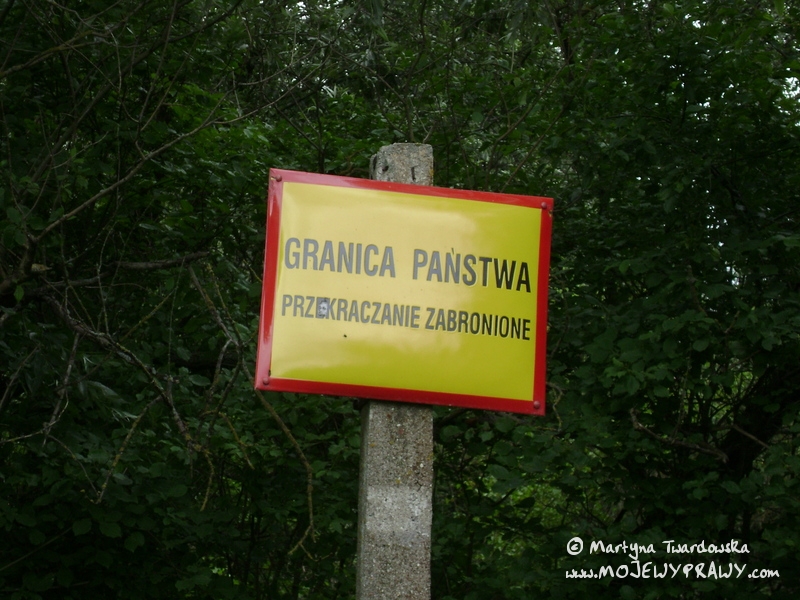 GRANICA PAŃSTWA
PRZEKRACZANIE ZABRONIONE
© Martyna Twardowska
www.MOJEWYPRAWY.com